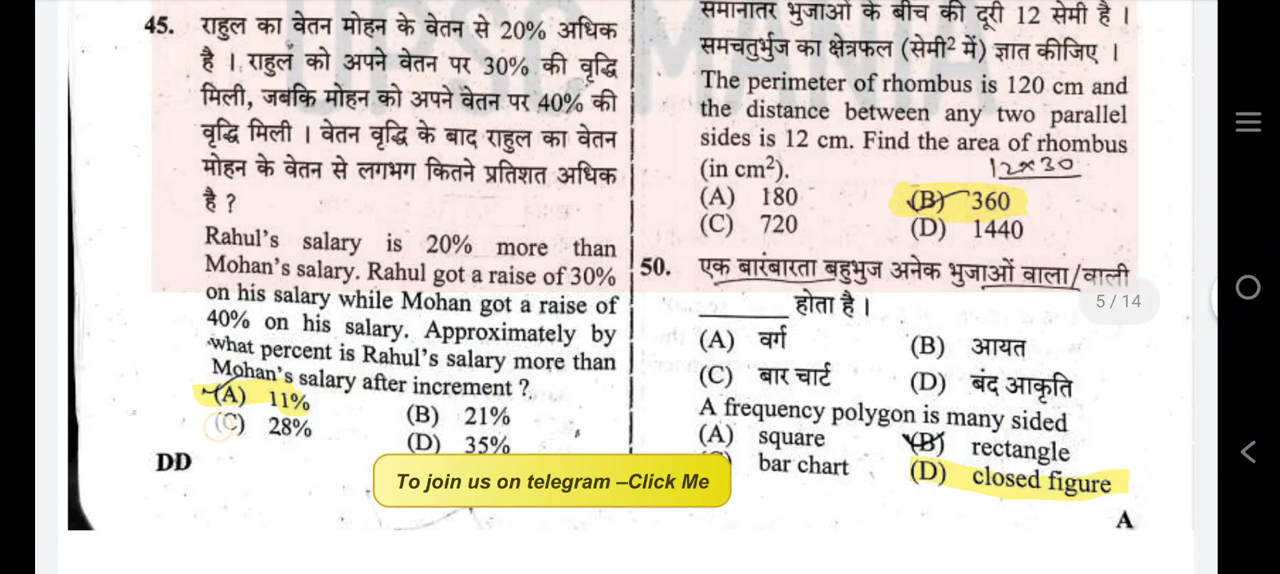 45. राहुल का वेतन मोहन के वेतन से 20% अधिक
है । राहुल को अपने वेतन पर 30% की वृद्धि
मिली, जबकि मोहन को अपने वेतन पर 40% की
वृद्धि मिली । वेतन वृद्धि के बाद राहुल का वेतन
मोहन के वेतन से लगभग कितने प्रतिशत अधिक
है ?
Rahul's salary is 20% more than
Mohan's salary. Rahul got a raise of 30%
on his salary while Mohan got a raise of
40% on his salary. Approximately by
what percent is Rahul's salary more than
Mohan's salary after increment ?
(A) 11%
(B) 21%
(C) 28%
(D) 35%
DD
समानांतर भुजाओं के बीच की दूरी 12 सेमी है ।
समचतुर्भुज का क्षेत्रफल (सेमी² में) ज्ञात कीजिए ।
The perimeter of rhombus is 120 cm and
the distance between any two parallel
sides is 12 cm. Find the area of rhombus
(in cm²).
12×30
(A) 180
(B) 360
(C) 720
(D) 1440
50. एक बारंबारता बहुभुज अनेक भुजाओं वाला/वाली
________ होता है ।
(A) वर्ग
(B) आयत
(C) बार चार्ट
(D) बंद आकृति
A frequency polygon is many sided
(A) square
(B) rectangle
bar chart
(D) closed figure
A
5 / 14
To join us on telegram –Click Me
UPSC MANIA